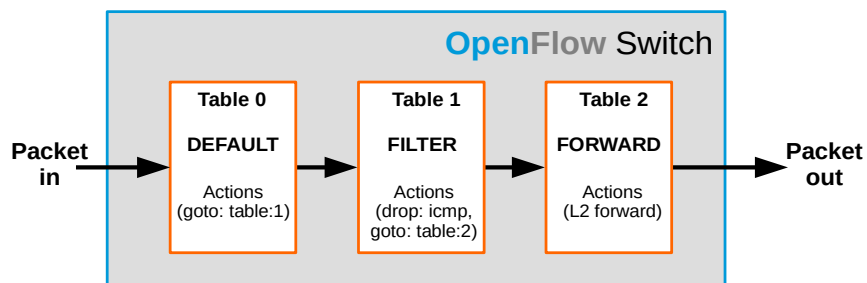 OpenFlow Switch
Packet
in
Table 0
DEFAULT
Actions
(goto: table:1)
Table 1
FILTER
Actions
(drop: icmp,
goto: table:2)
Table 2
FORWARD
Actions
(L2 forward)
Packet
out